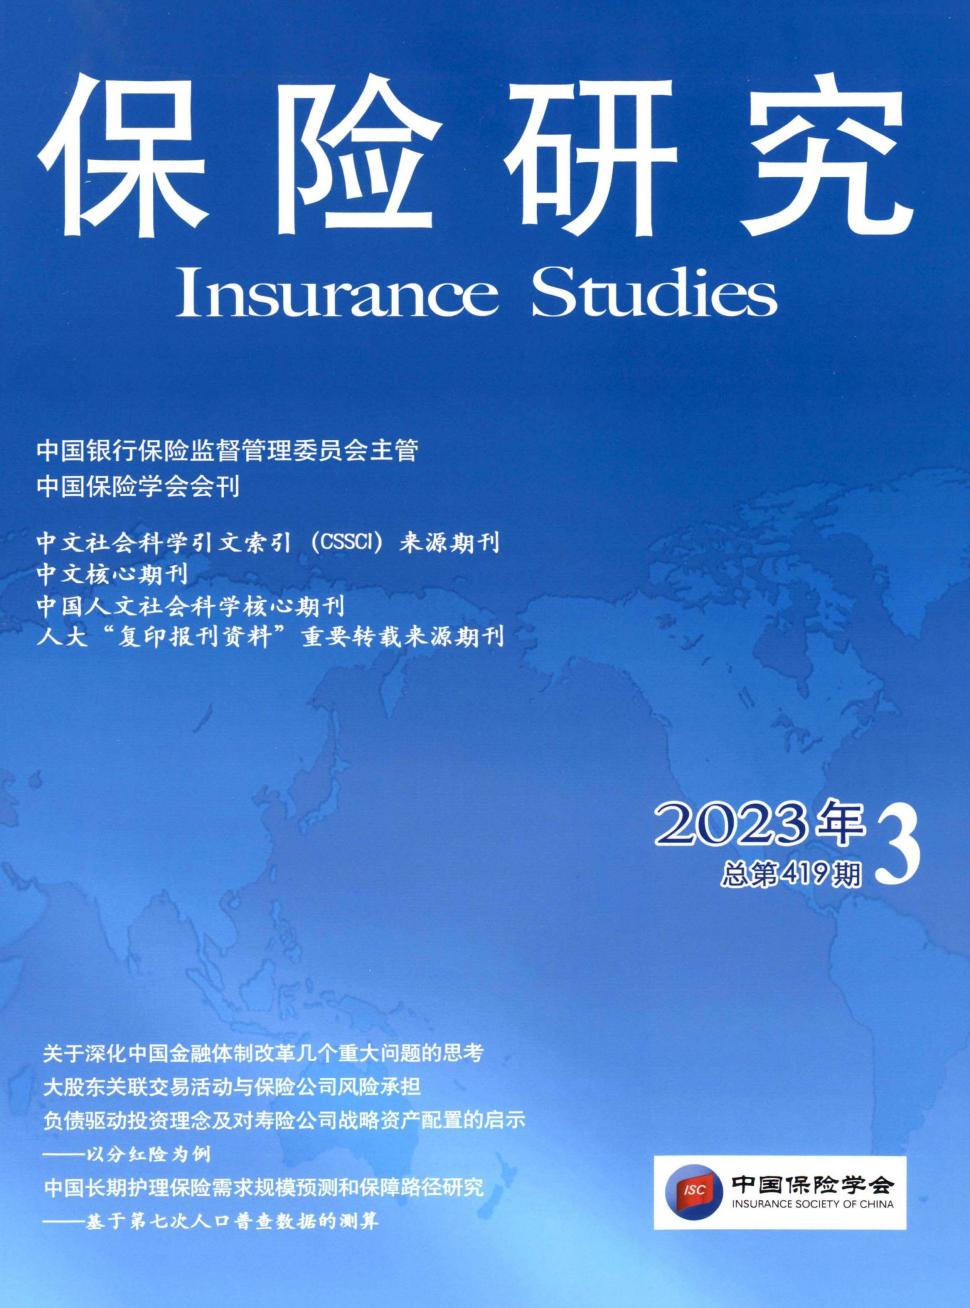 保险研究
Insurance Studies
中国银行保险监督管理委员会主管
中国保险学会会刊
中文社会科学引文索引（CSSCI）来源期刊
中文核心期刊
中国人文社会科学核心期刊
人大“复印报刊资料”重要转载来源期刊
2023年3
总第419期
关于深化中国金融体制改革几个重大问题的思考
大股东关联交易活动与保险公司风险承担
负债驱动投资理念及对寿险公司战略资产配置的启示
——以分红险为例
中国长期护理保险需求规模预测和保障路径研究
——基于第七次人口普查数据的测算
ISC
中国保险学会
INSURANCE SOCIETY OF CHINA